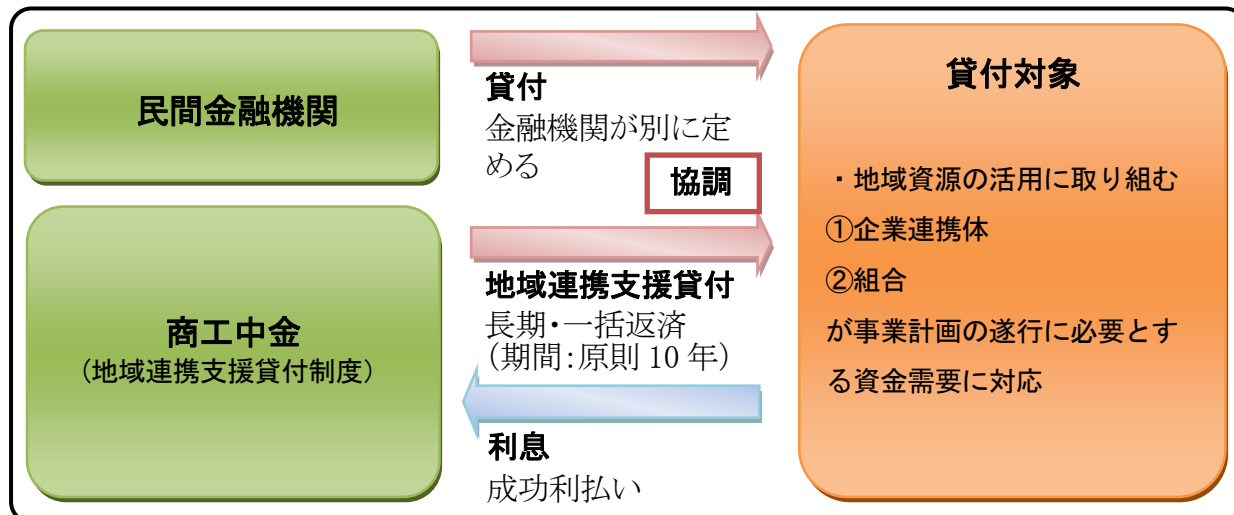 民間金融機関
貸付
金融機関が別に定
める
協調
商工中金
（地域連携支援貸付制度）
地域連携支援貸付
長期・一括返済
（期間：原則 10 年）
利息
成功利払い
貸付対象
・地域資源の活用に取り組む
①企業連携体
②組合
が事業計画の遂行に必要とす
る資金需要に対応